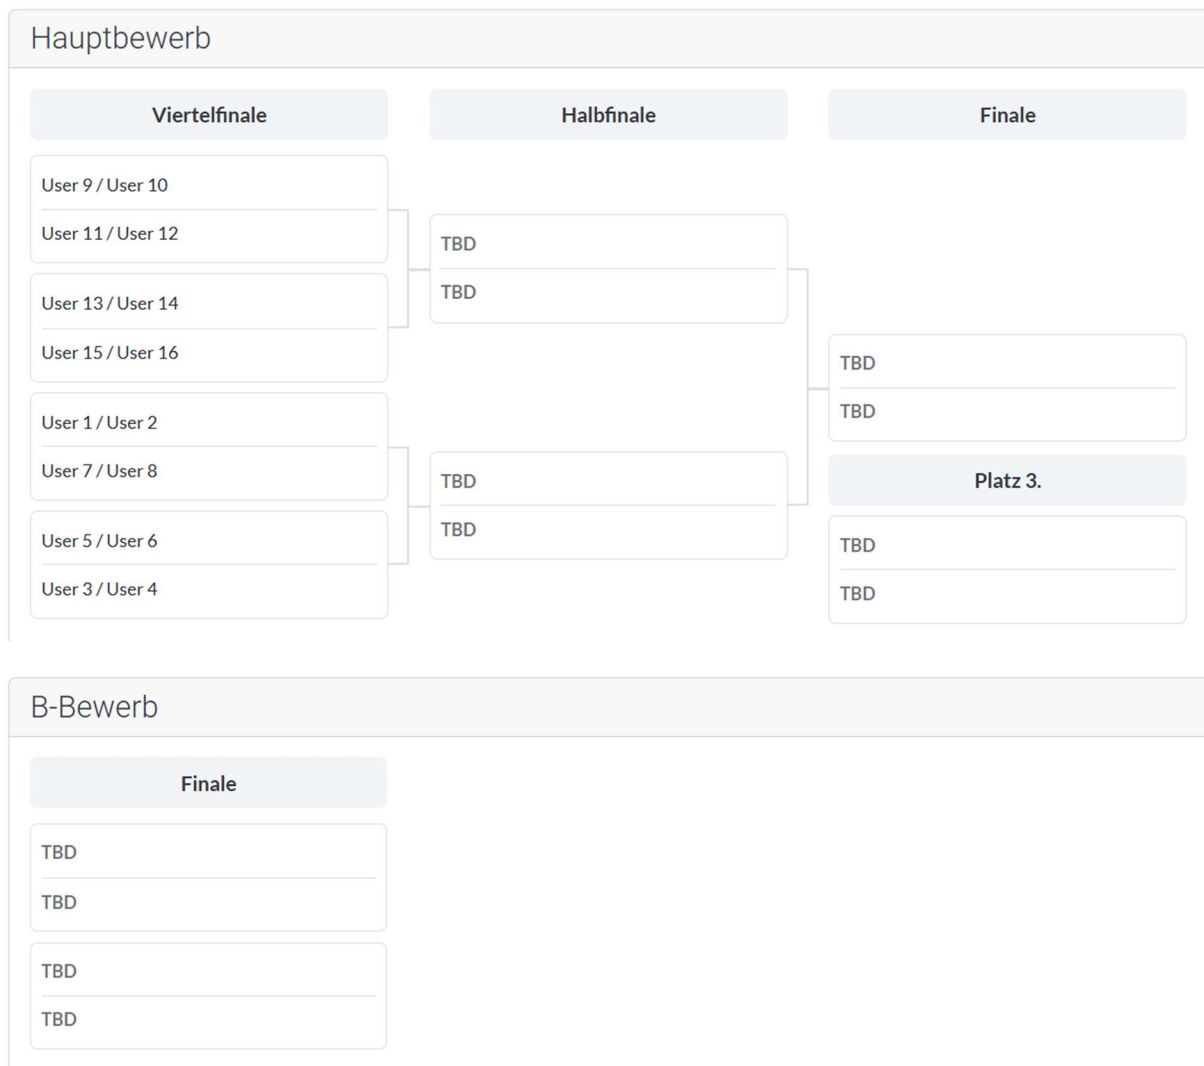 Hauptbewerb
Viertelfinale
Halbfinale
Finale
User 9 / User 10
User 11 / User 12
User 13 / User 14
User 15 / User 16
User 1 / User 2
User 7 / User 8
User 5 / User 6
User 3 / User 4
TBD
TBD
TBD
TBD
TBD
TBD
Platz 3.
TBD
TBD
B-Bewerb
Finale
TBD
TBD
TBD
TBD